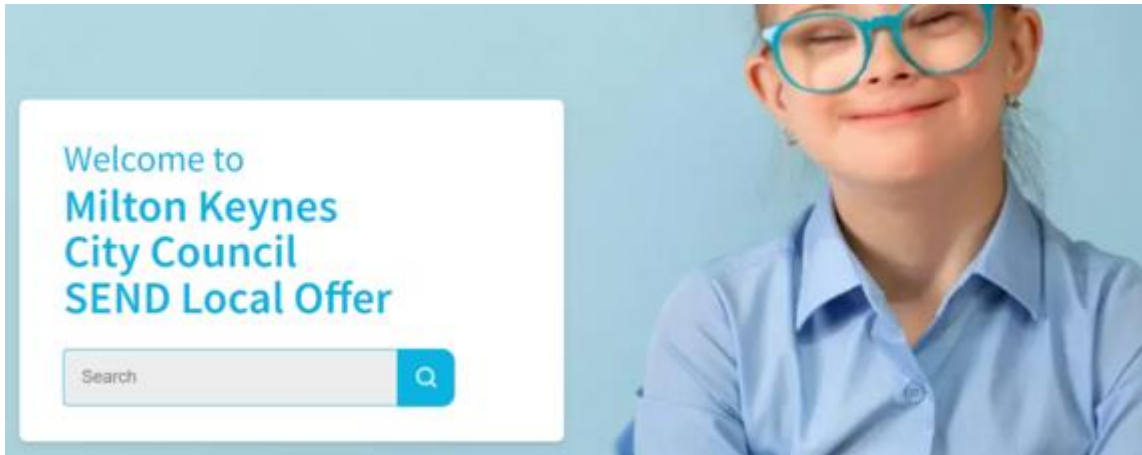 Welcome to
Milton Keynes
City Council
SEND Local Offer
Search